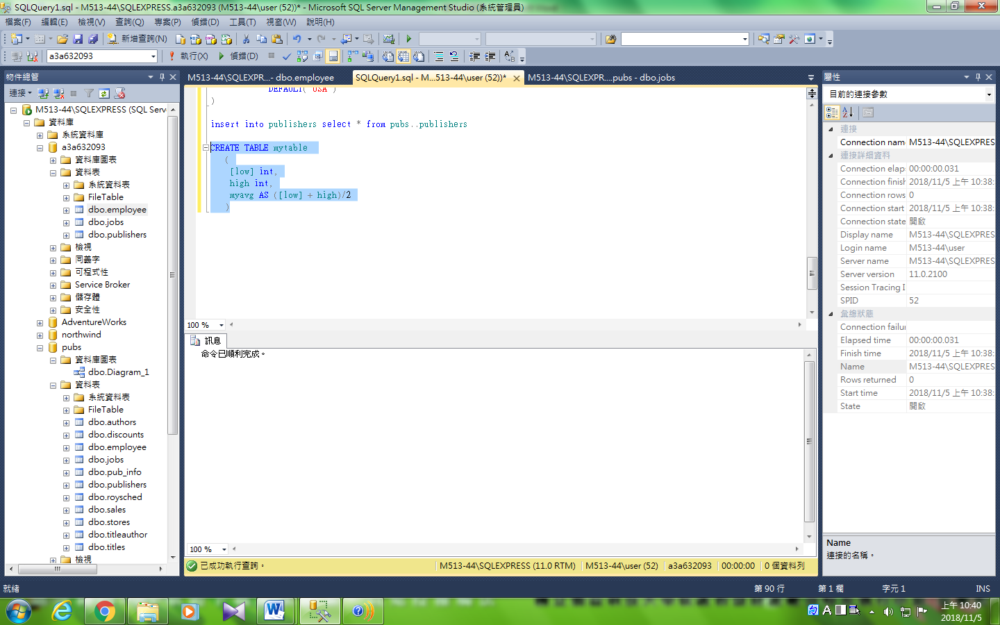 SQLQuery1.sql - M513-44\SQLEXPRESS.a3a632093 (M513-44\user (52))* - Microsoft SQL Server Management Studio (系統管理員)
檔案(F) 編輯(E) 檢視(V) 查詢(Q) 專案(P) 偵錯(D) 工具(T) 視窗(W) 說明(H)
新增查詢(N)
a3a632093 執行(X) 偵錯(D)
物件總管
連接
M513-44\SQLEXPRESS (SQL Serv
資料庫
系統資料庫
a3a632093
資料庫圖表
資料表
系統資料表
FileTable
dbo.employee
dbo.jobs
dbo.publishers
檢視
同義字
可程式性
Service Broker
儲存體
安全性
AdventureWorks
northwind
pubs
資料庫圖表
dbo.Diagram_1
資料表
系統資料表
FileTable
dbo.authors
dbo.discounts
dbo.employee
dbo.jobs
dbo.pub_info
dbo.publishers
dbo.roysched
dbo.sales
dbo.stores
dbo.titleauthor
dbo.titles
檢視
M513-44\SQLEXPR...- dbo.employee SQLQuery1.sql - M...513-44\user (52))* M513-44\SQLEXPR....pubs - dbo.jobs
DEFAULT('USA')
)
insert into publishers select * from pubs..publishers
CREATE TABLE mytable
(
[low] int,
high int,
myavg AS ([low] + high)/2
)
100 %
訊息
命令已順利完成。
100 %
已成功執行查詢。 M513-44\SQLEXPRESS (11.0 RTM) M513-44\user (52) a3a632093 00:00:00 0 個資料列
屬性
目前的連接參數
連接
Connection name M513-44\SQLEXPRESS
連接詳細資料
Connection elap 00:00:00.031
Connection finish 2018/11/5 上午 10:38:
Connection rows 0
Connection start 2018/11/5 上午 10:38:
Connection state 開啟
Display name M513-44\SQLEXPRESS
Login name M513-44\user
Server name M513-44\SQLEXPRESS
Server version 11.0.2100
Session Tracing I
SPID 52
彙總狀態
Connection failur
Elapsed time 00:00:00.031
Finish time 2018/11/5 上午 10:38:
Name M513-44\SQLEXPRESS
Rows returned 0
Start time 2018/11/5 上午 10:38:
State 開啟
Name
連接的名稱。
就緒 第 90 行 第 1 欄 字元 1 INS
上午 10:40
2018/11/5